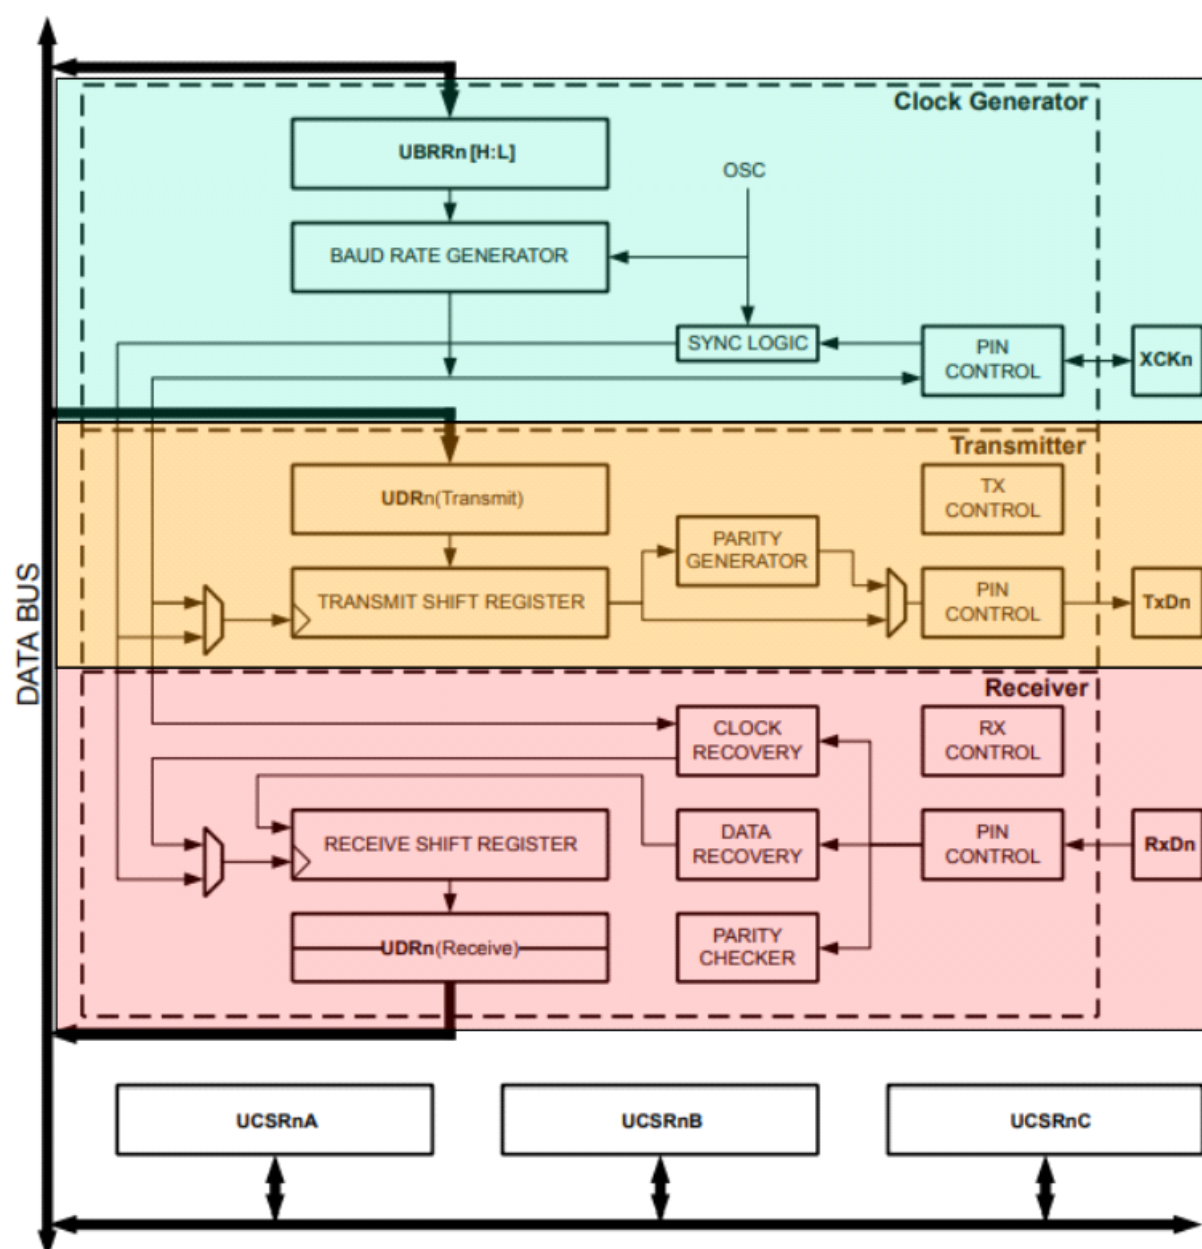 Clock Generator
UBRRn [H:L]
OSC
BAUD RATE GENERATOR
SYNC LOGIC
PIN
CONTROL
XCKn
Transmitter
UDRn(Transmit)
TX
CONTROL
PARITY
GENERATOR
TRANSMIT SHIFT REGISTER
PIN
CONTROL
TxDn
DATA BUS
Receiver
CLOCK
RECOVERY
RX
CONTROL
RECEIVE SHIFT REGISTER
DATA
RECOVERY
PIN
CONTROL
RxDn
UDRn(Receive)
PARITY
CHECKER
UCSRnA
UCSRnB
UCSRnC